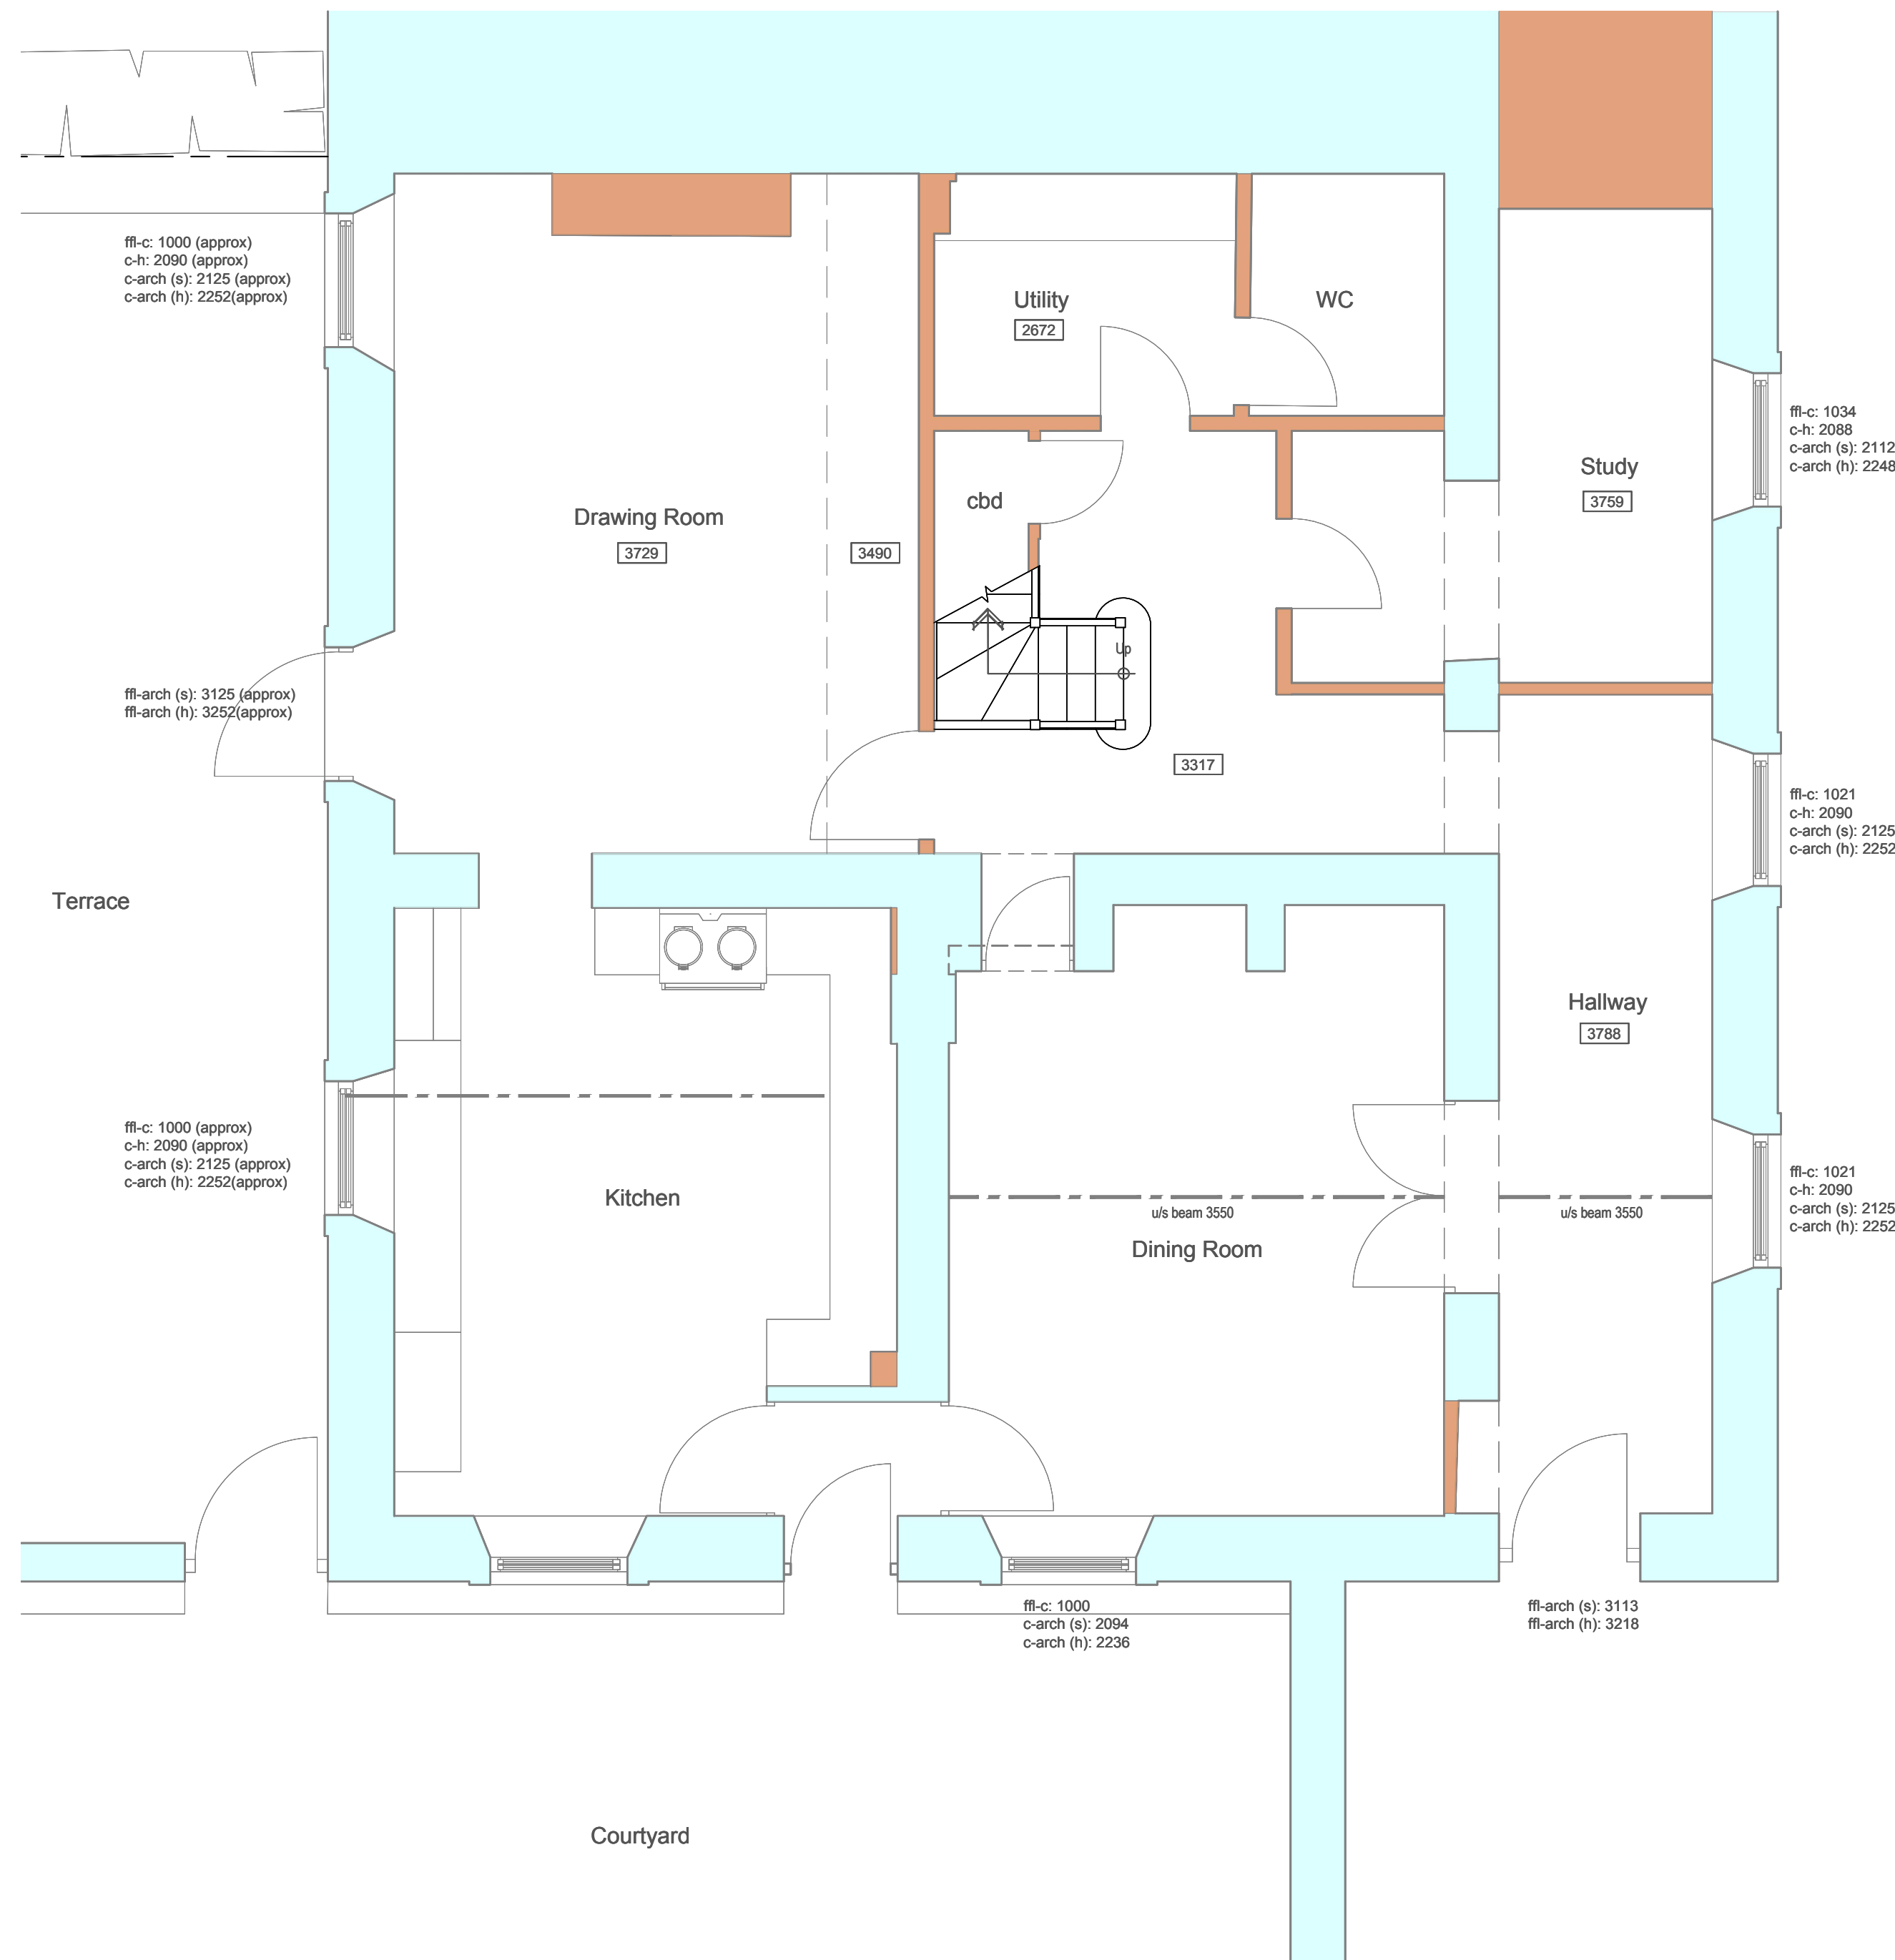 ffl-c: 1000 (approx)
c-h: 2090 (approx)
c-arch (s): 2125 (approx)
c-arch (h): 2252(approx)
Utility
2672
WC
ffl-c: 1034
c-h: 2088
c-arch (s): 2112
c-arch (h): 2248
Study
3759
cbd
Drawing Room
3729
3490
Up
ffl-arch (s): 3125 (approx)
ffl-arch (h): 3252(approx)
3317
ffl-c: 1021
c-h: 2090
c-arch (s): 2125
c-arch (h): 2252
Terrace
Hallway
3788
ffl-c: 1000 (approx)
c-h: 2090 (approx)
c-arch (s): 2125 (approx)
c-arch (h): 2252(approx)
Kitchen
u/s beam 3550
u/s beam 3550
Dining Room
ffl-c: 1021
c-h: 2090
c-arch (s): 2125
c-arch (h): 2252
ffl-c: 1000
c-arch (s): 2094
c-arch (h): 2236
ffl-arch (s): 3113
ffl-arch (h): 3218
Courtyard